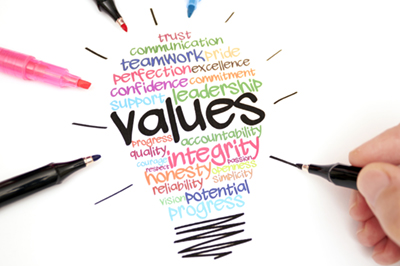 trust
communication
teamwork pride
perfection excellence
confidence commitment
support leadership
values
progress accountability
quality integrity
courage passion
respect openness
honesty simplicity
reliability
vision potential
progress